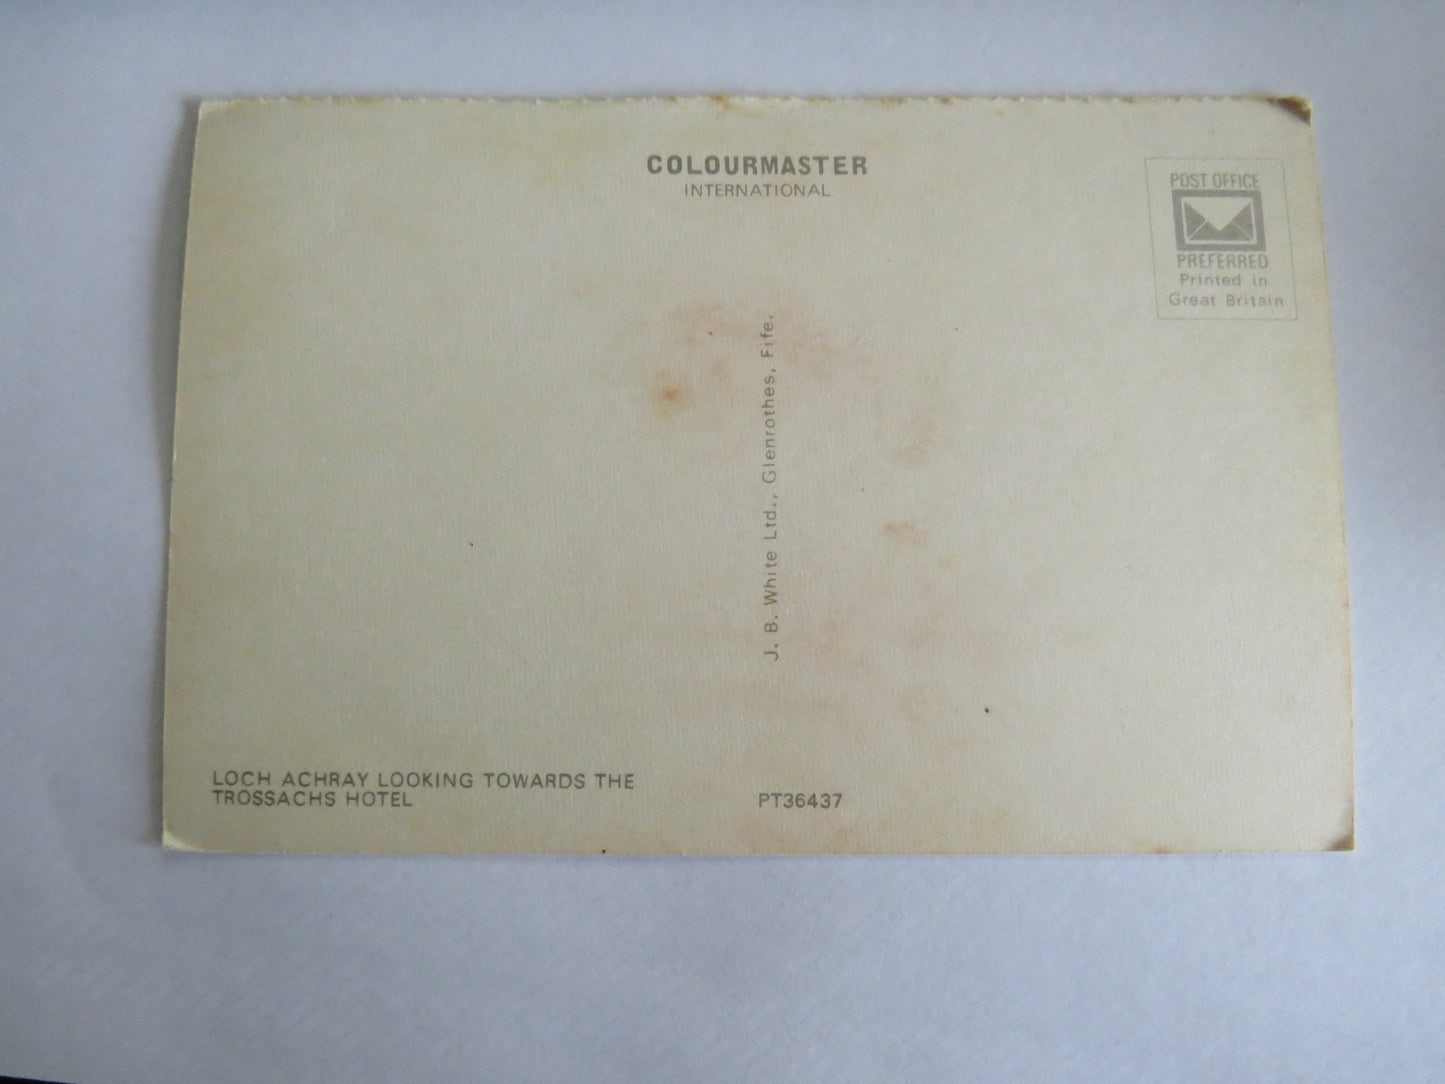 COLOURMASTER
INTERNATIONAL
POST OFFICE
PREFERRED
Printed in
Great Britain
J. B. White Ltd., Glenrothes, Fife.
LOCH ACHRAY LOOKING TOWARDS THE
TROSSACHS HOTEL
PT36437